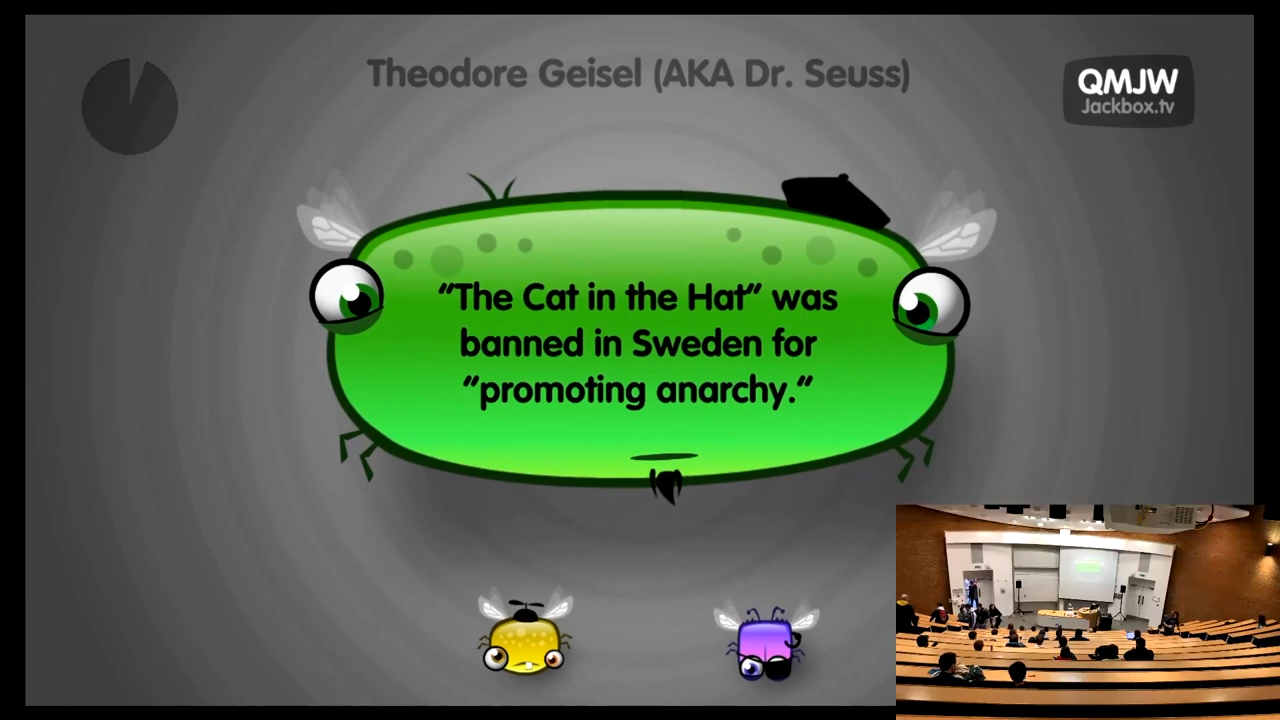 Theodore Geisel (AKA Dr. Seuss)
QMJW
Jackbox.tv
"The Cat in the Hat" was
banned in Sweden for
"promoting anarchy."